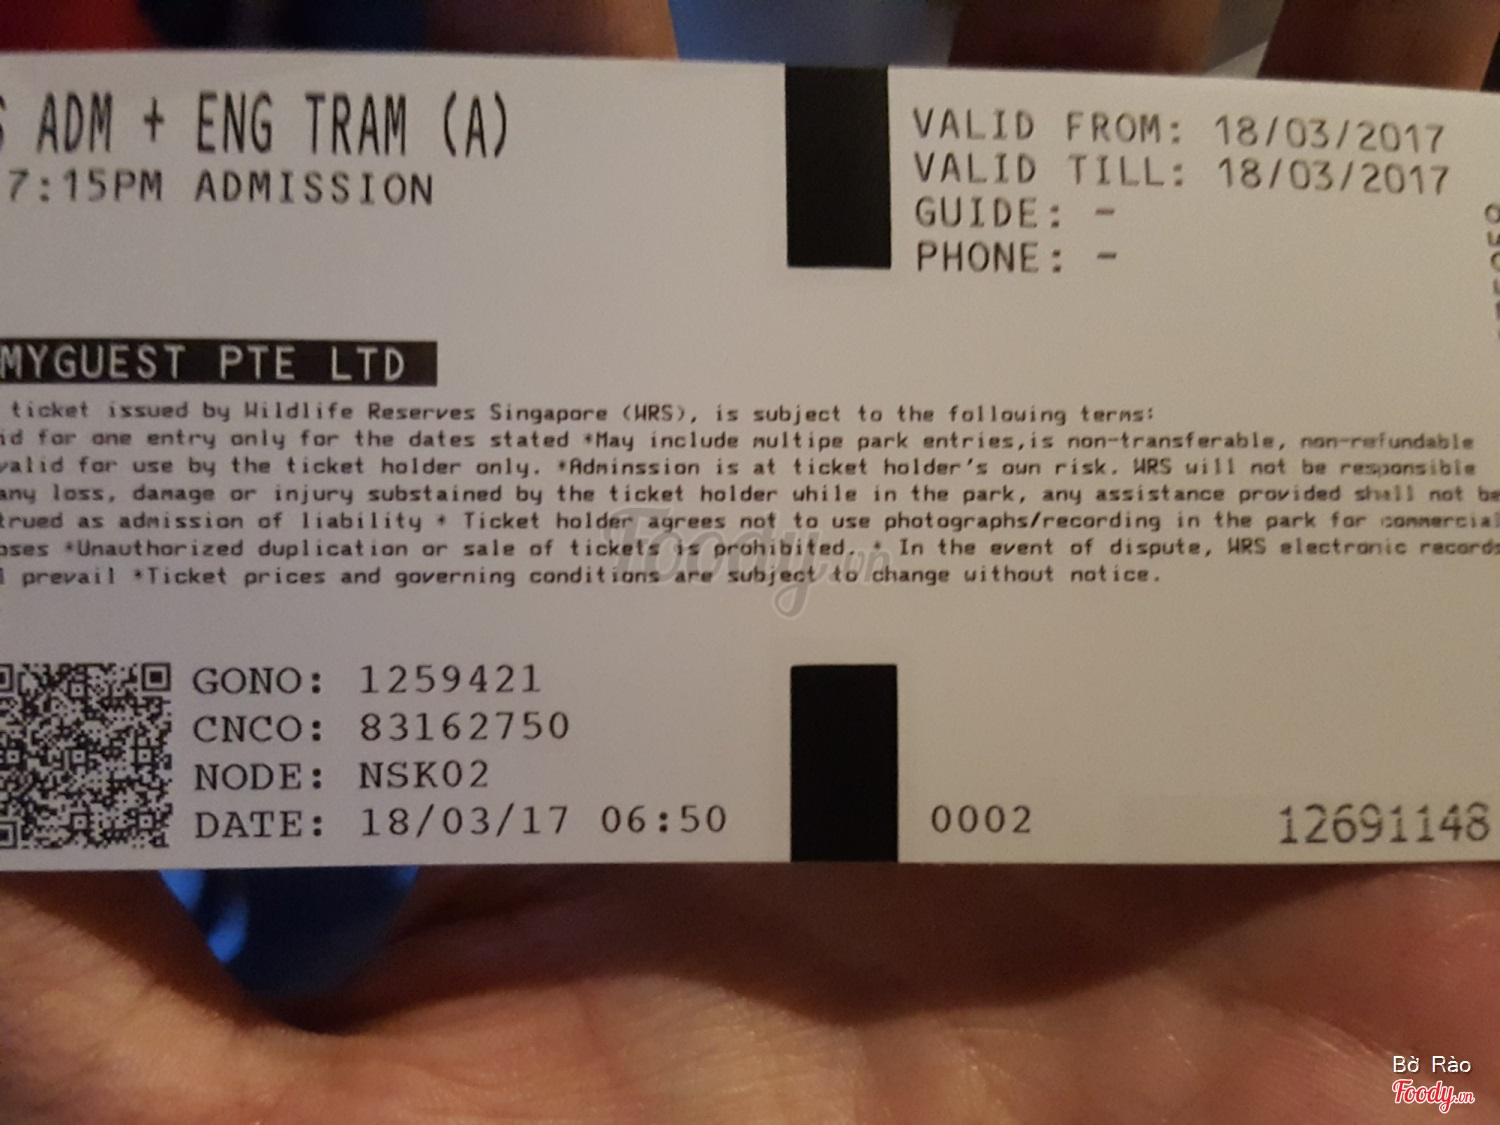 S ADM + ENG TRAM (A)
7:15PM ADMISSION
VALID FROM: 18/03/2017
VALID TILL: 18/03/2017
GUIDE: -
PHONE: -
MYGUEST PTE LTD
ticket issued by Wildlife Reserves Singapore (WRS), is subject to the following terms:
id for one entry only for the dates stated *May include multipe park entries,is non-transferable, non-refundable
valid for use by the ticket holder only. *Adminssion is at ticket holder's own risk. WRS will not be responsible
any loss, damage or injury substained by the ticket holder while in the park, any assistance provided shall not be
trued as admission of liability * Ticket holder agrees not to use photographs/recording in the park for commercial
oses *Unauthorized duplication or sale of tickets is prohibited. * In the event of dispute, WRS electronic records
l prevail *Ticket prices and governing conditions are subject to change without notice.
Foody.vn
GONO: 1259421
CNCO: 83162750
NODE: NSK02
DATE: 18/03/17 06:50
0002
12691148
Bờ Rào
Foody.vn